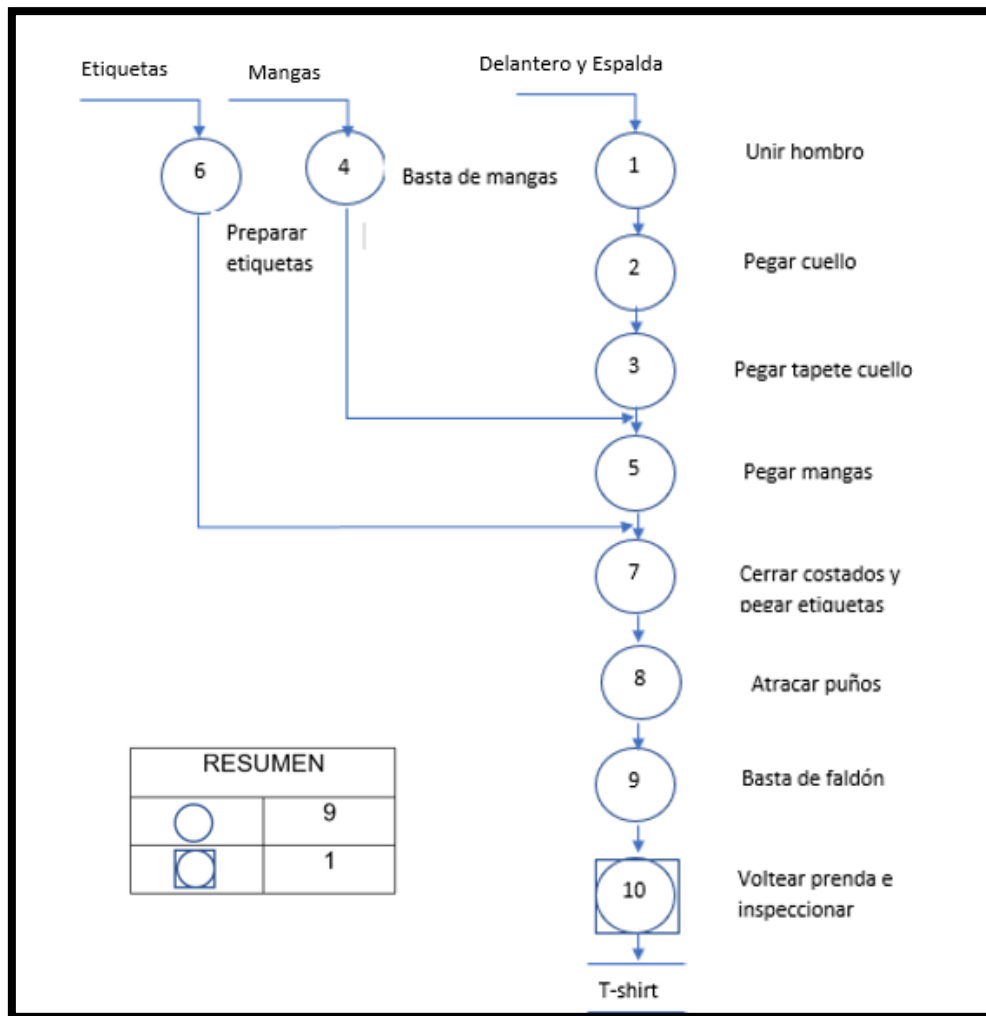 Etiquetas
Mangas
Delantero y Espalda
6
4
1
Unir hombro
Basta de mangas
Preparar
etiquetas
2
Pegar cuello
3
Pegar tapete cuello
5
Pegar mangas
7
Cerrar costados y
pegar etiquetas
8
Atracar puños
9
Basta de faldón
RESUMEN
9
1
10
Voltear prenda e
inspeccionar
T-shirt